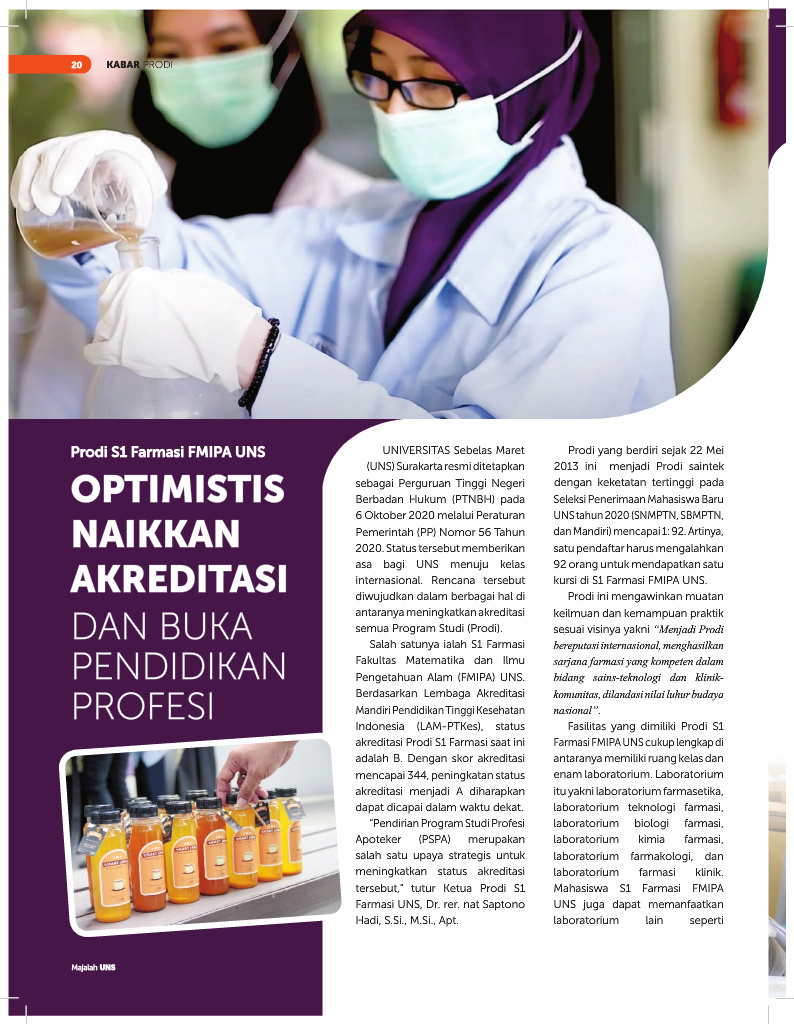 20 KABAR PRODI
Prodi S1 Farmasi FMIPA UNS
OPTIMISTIS
NAIKKAN
AKREDITASI
DAN BUKA
PENDIDIKAN
PROFESI
Majalah UNS
UNIVERSITAS Sebelas Maret
(UNS) Surakarta resmi ditetapkan
sebagai Perguruan Tinggi Negeri
Berbadan Hukum (PTNBH) pada
6 Oktober 2020 melalui Peraturan
Pemerintah (PP) Nomor 56 Tahun
2020. Status tersebut memberikan
asa bagi UNS menuju kelas
internasional. Rencana tersebut
diwujudkan dalam berbagai hal di
antaranya meningkatkan akreditasi
semua Program Studi (Prodi).
Salah satunya ialah S1 Farmasi
Fakultas Matematika dan Ilmu
Pengetahuan Alam (FMIPA) UNS.
Berdasarkan Lembaga Akreditasi
Mandiri Pendidikan Tinggi Kesehatan
Indonesia (LAM-PTKes), status
akreditasi Prodi S1 Farmasi saat ini
adalah B. Dengan skor akreditasi
mencapai 344, peningkatan status
akreditasi menjadi A diharapkan
dapat dicapai dalam waktu dekat.
“Pendirian Program Studi Profesi
Apoteker (PSPA) merupakan
salah satu upaya strategis untuk
meningkatkan status akreditasi
tersebut,” tutur Ketua Prodi S1
Farmasi UNS, Dr. rer. nat Saptono
Hadi, S.Si., M.Si., Apt.
Prodi yang berdiri sejak 22 Mei
2013 ini menjadi Prodi saintek
dengan keketatan tertinggi pada
Seleksi Penerimaan Mahasiswa Baru
UNS tahun 2020 (SNMPTN, SBMPTN,
dan Mandiri) mencapai 1: 92. Artinya,
satu pendaftar harus mengalahkan
92 orang untuk mendapatkan satu
kursi di S1 Farmasi FMIPA UNS.
Prodi ini mengawinkan muatan
keilmuan dan kemampuan praktik
sesuai visinya yakni “Menjadi Prodi
bereputasi internasional, menghasilkan
sarjana farmasi yang kompeten dalam
bidang sains-teknologi dan klinik-
komunitas, dilandasi nilai luhur budaya
nasional”.
Fasilitas yang dimiliki Prodi S1
Farmasi FMIPA UNS cukup lengkap di
antaranya memiliki ruang kelas dan
enam laboratorium. Laboratorium
itu yakni laboratorium farmasetika,
laboratorium teknologi farmasi,
laboratorium biologi farmasi,
laboratorium kimia farmasi,
laboratorium farmakologi, dan
laboratorium farmasi klinik.
Mahasiswa S1 Farmasi FMIPA
UNS juga dapat memanfaatkan
laboratorium lain seperti